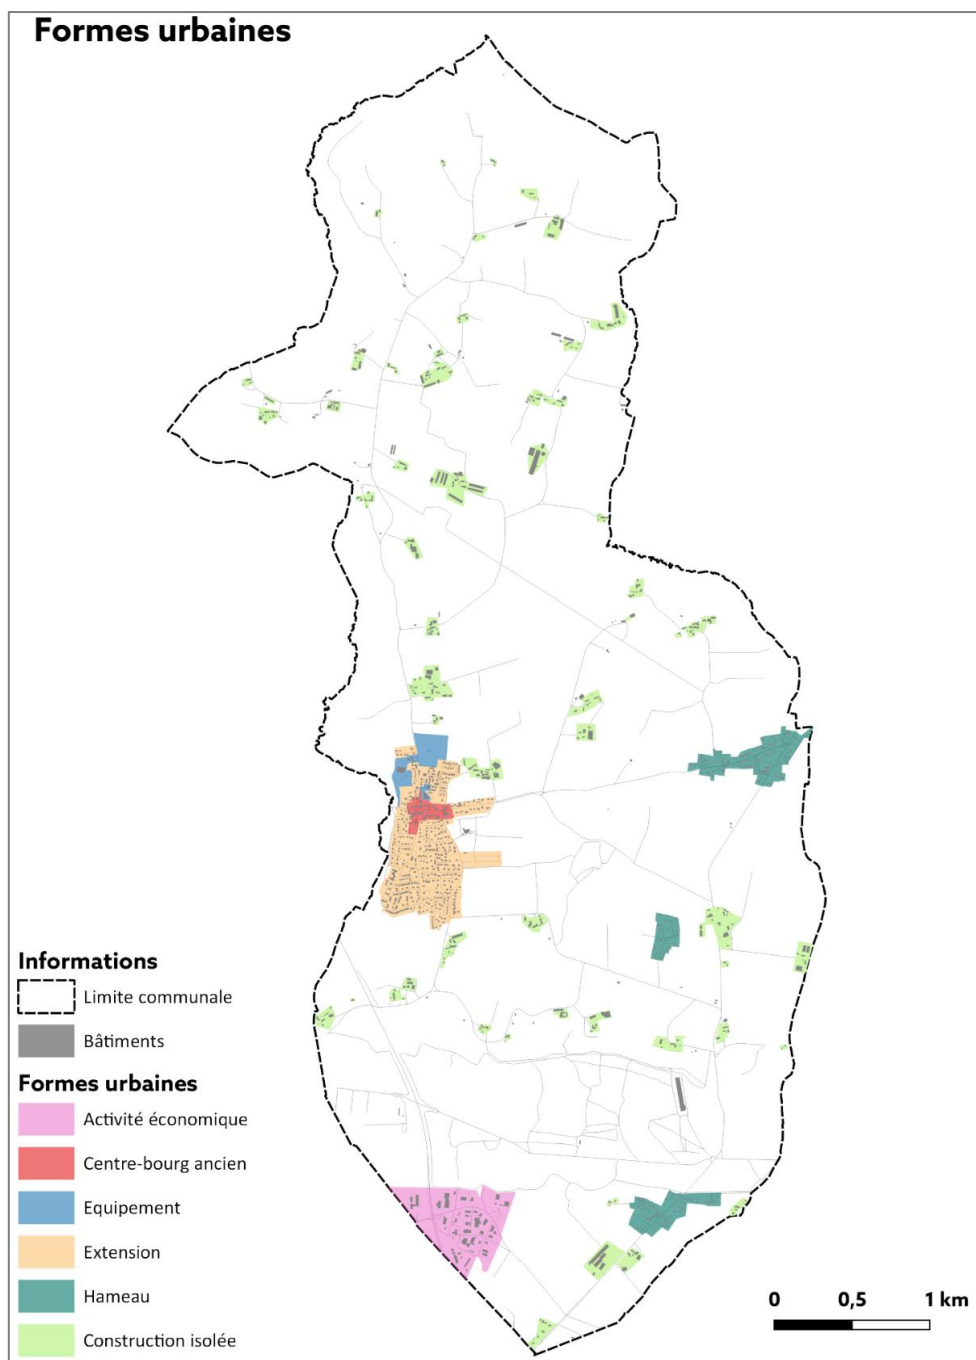 Formes urbaines
Informations
Limite communale
Bâtiments
Formes urbaines
Activité économique
Centre-bourg ancien
Equipement
Extension
Hameau
Construction isolée
0 0,5 1 km